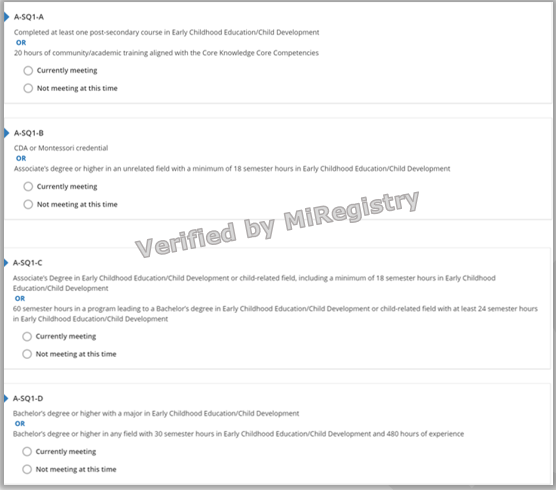 A-SQ1-A
Completed at least one post-secondary course in Early Childhood Education/Child Development
OR
20 hours of community/academic training aligned with the Core Knowledge Core Competencies
Currently meeting
Not meeting at this time
A-SQ1-B
CDA or Montessori credential
OR
Associate's degree or higher in an unrelated field with a minimum of 18 semester hours in Early Childhood Education/Child Development
Currently meeting
Not meeting at this time
Verified by MiRegistry
A-SQ1-C
Associate's Degree in Early Childhood Education/Child Development or child-related field, including a minimum of 18 semester hours in Early Childhood
Education/Child Development
OR
60 semester hours in a program leading to a Bachelor's degree in Early Childhood Education/Child Development or child-related field with at least 24 semester hours
in Early Childhood Education/Child Development
Currently meeting
Not meeting at this time
A-SQ1-D
Bachelor's degree or higher with a major in Early Childhood Education/Child Development
OR
Bachelor's degree or higher in any field with 30 semester hours in Early Childhood Education/Child Development and 480 hours of experience
Currently meeting
Not meeting at this time